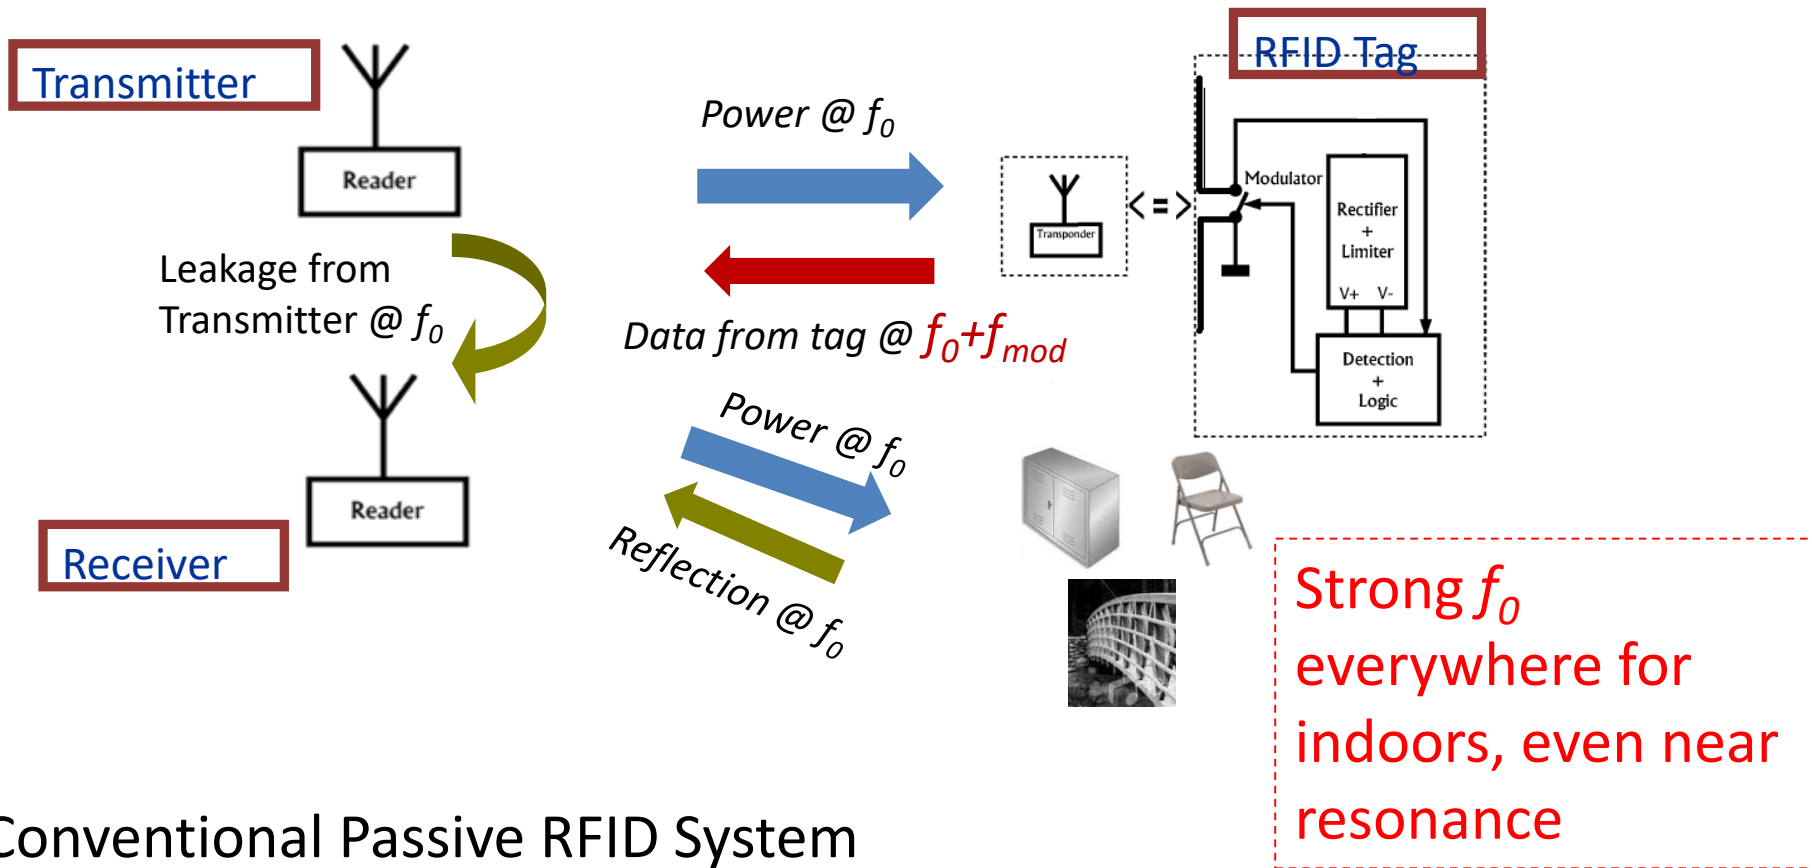 Transmitter
RFID Tag
Reader
Power @ f0
Modulator
Rectifier
+
Limiter
V+ V-
Transponder
< = >
Leakage from
Transmitter @ f0
Data from tag @ f0+fmod
Detection
+
Logic
Power @ f0
Reader
Receiver
Reflection @ f0
Strong f0
everywhere for
indoors, even near
resonance
Conventional Passive RFID System